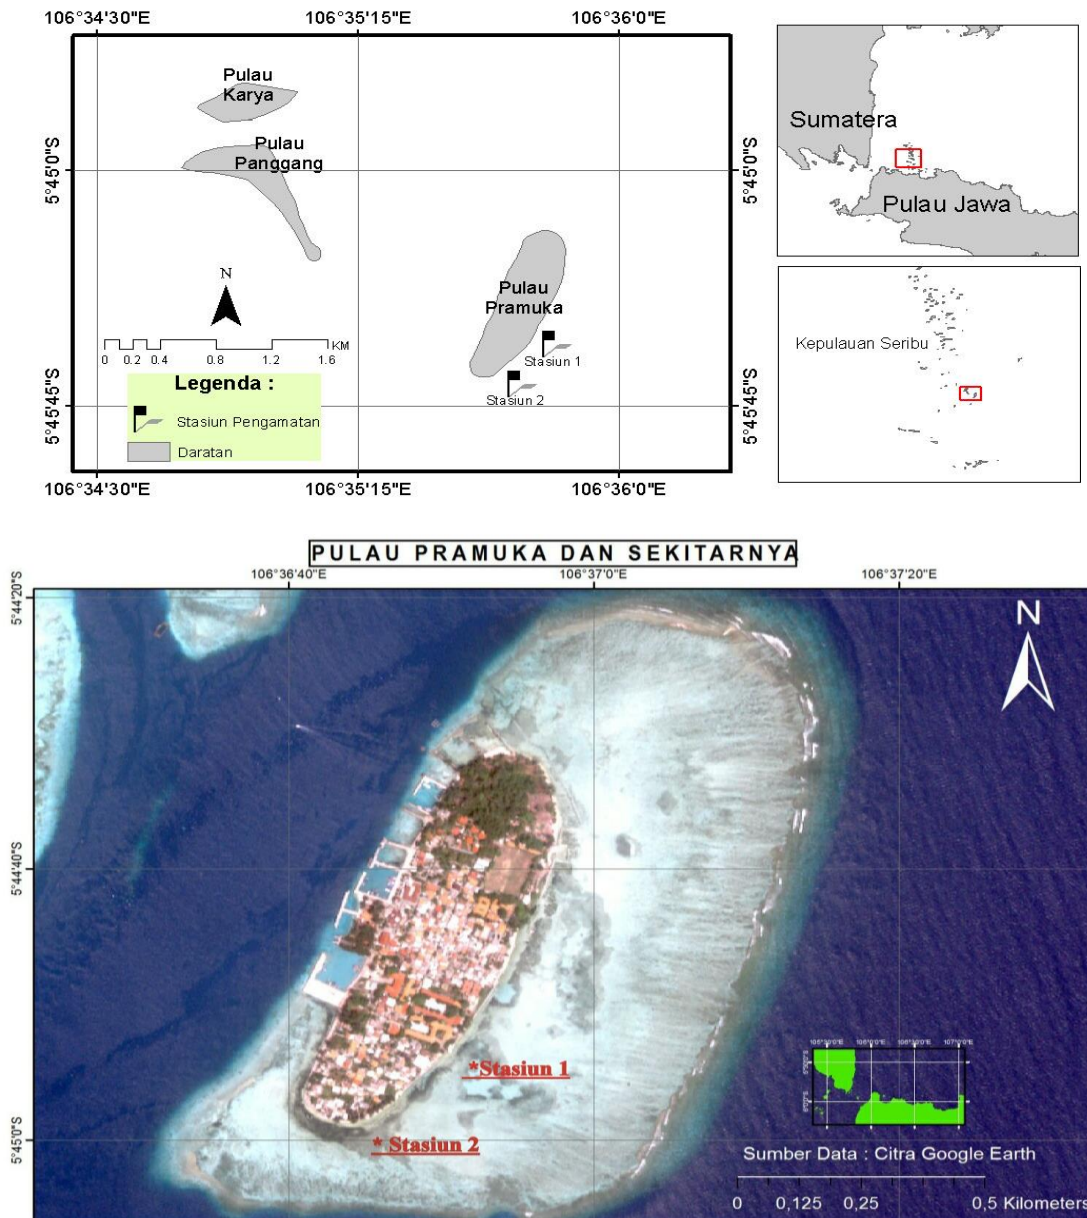 106°34'30"E 106°35'15"E 106°36'0"E
Pulau
Karya
Pulau
Panggang
5°45'0"S
5°45'0"S
N
Pulau
Pramuka
0 0.2 0.4 0.8 1.2 1.6 KM
Stasiun 1
Stasiun 2
Legenda :
Stasiun Pengamatan
Daratan
5°45'45"S
5°45'45"S
106°34'30"E 106°35'15"E 106°36'0"E
Sumatera
Pulau Jawa
Kepulauan Seribu
PULAU PRAMUKA DAN SEKITARNYA
106°36'40"E 106°37'0"E 106°37'20"E
5°44'20"S
N
5°44'40"S
*Stasiun 1
* Stasiun 2
5°45'0"S
Sumber Data : Citra Google Earth
0 0,125 0,25 0,5 Kilometers